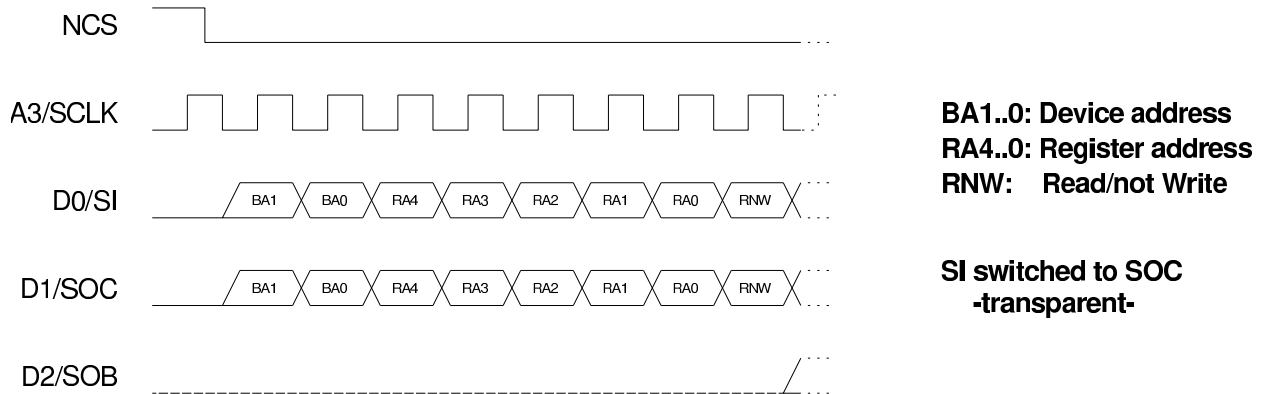 NCS
A3/SCLK
BA1..0: Device address
RA4..0: Register address
RNW: Read/not Write
D0/SI BA1 BA0 RA4 RA3 RA2 RA1 RA0 RNW
D1/SOC BA1 BA0 RA4 RA3 RA2 RA1 RA0 RNW
SI switched to SOC
-transparent-
D2/SOB